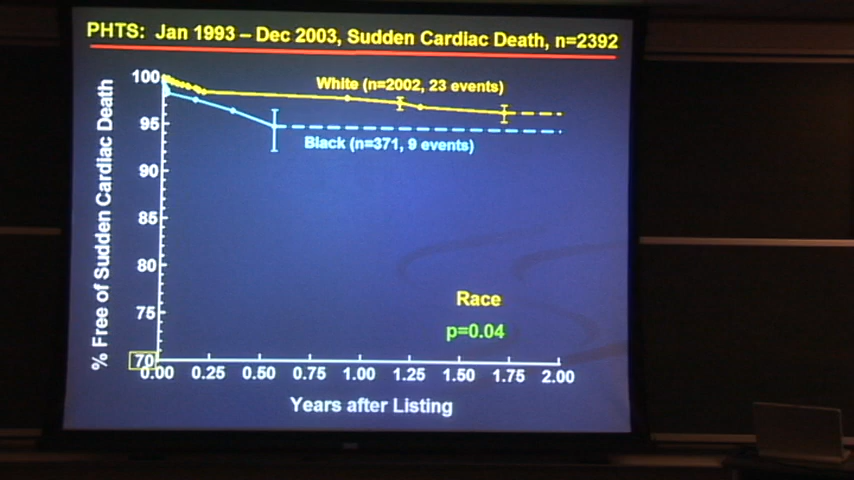 PHTS: Jan 1993 – Dec 2003, Sudden Cardiac Death, n=2392
100
95
90
85
80
75
70
% Free of Sudden Cardiac Death
White (n=2002, 23 events)
Black (n=371, 9 events)
Race
p=0.04
0.00 0.25 0.50 0.75 1.00 1.25 1.50 1.75 2.00
Years after Listing